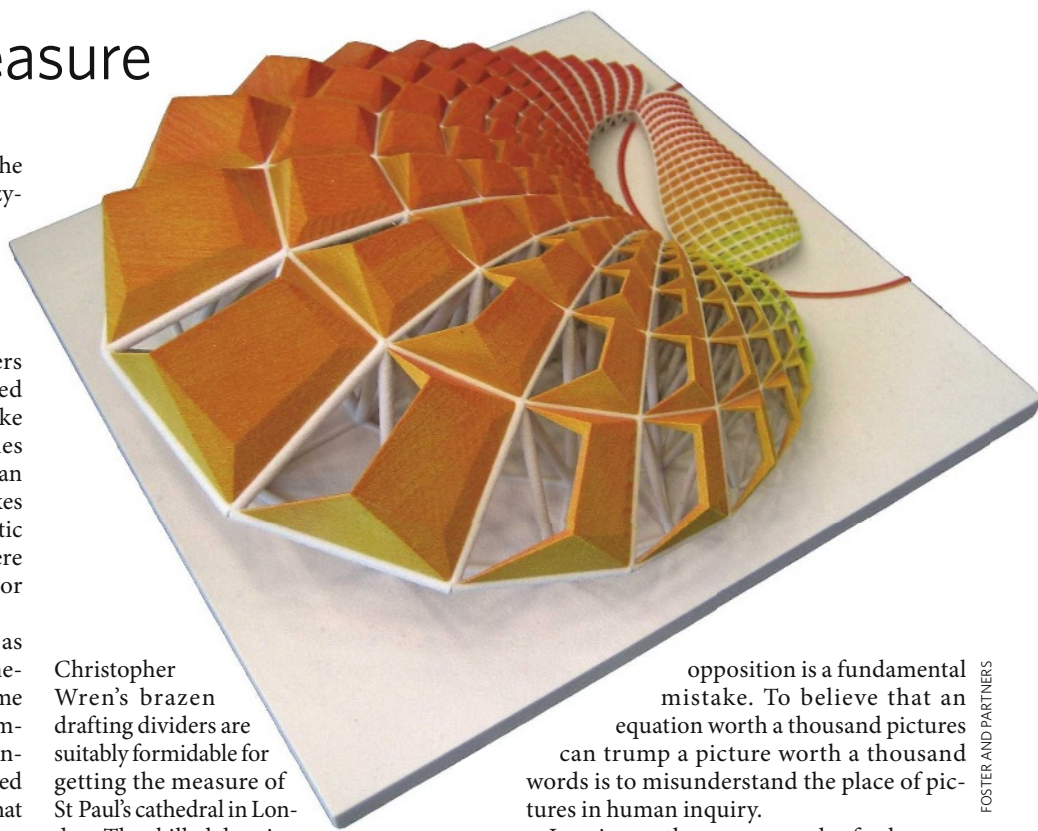 easure
he
zy-
ers
ed
ke
es
an
tic
ere
or
as
me
m-
n-
ed
hat
Christopher
Wren's brazen
drafting dividers are
suitably formidable for
getting the measure of
St Paul's cathedral in Lon-
opposition is a fundamental
mistake. To believe that an
equation worth a thousand pictures
can trump a picture worth a thousand
words is to misunderstand the place of pic-
tures in human inquiry.
FOSTER AND PARTNERS